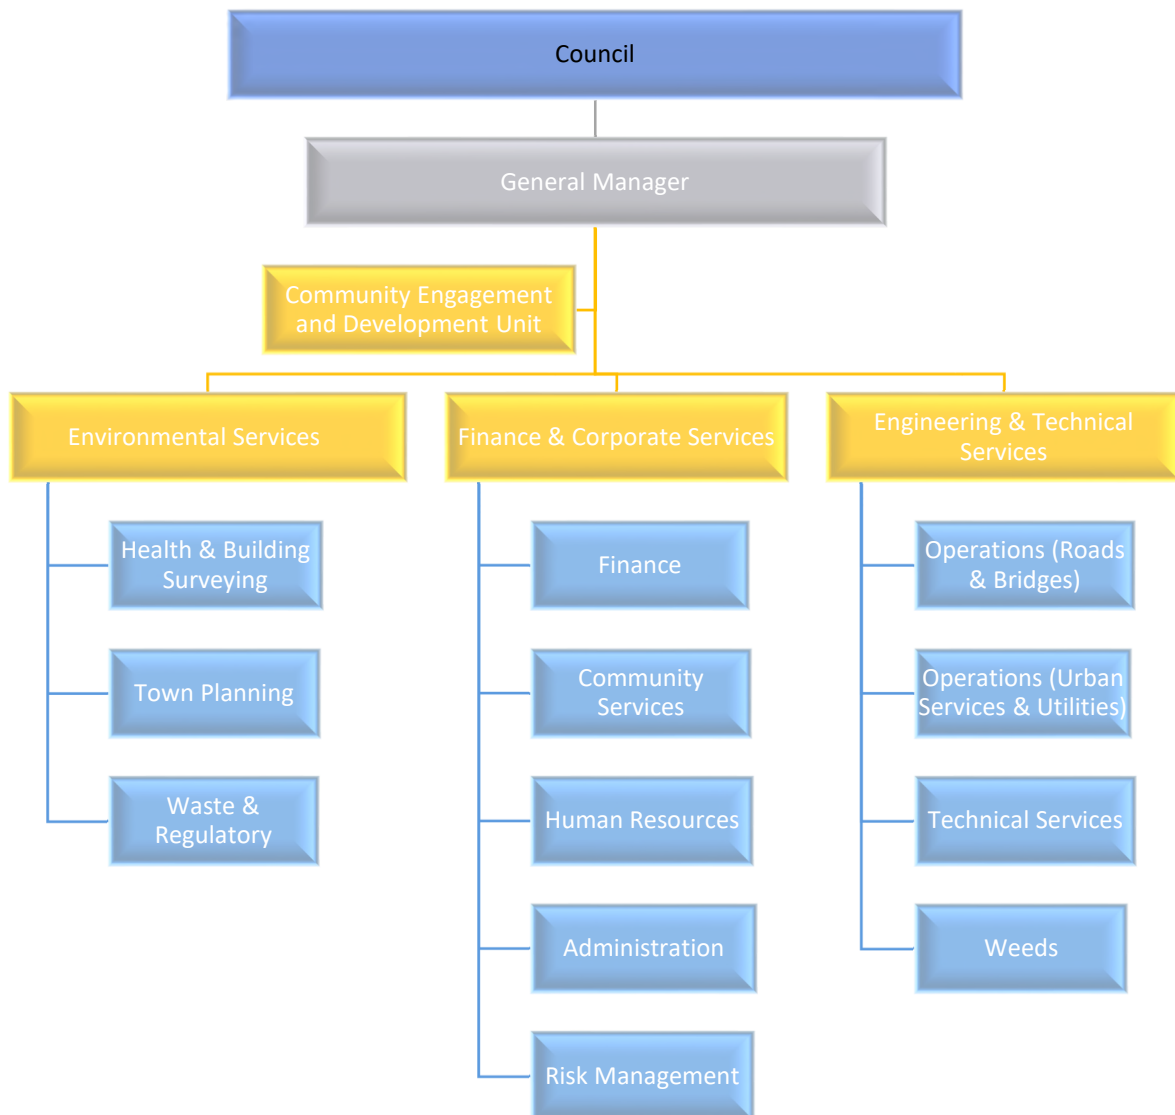 Council
General Manager
Community Engagement
and Development Unit
Environmental Services
Finance & Corporate Services
Engineering & Technical
Services
Health & Building
Surveying
Town Planning
Waste &
Regulatory
Finance
Community
Services
Human Resources
Administration
Risk Management
Operations (Roads
& Bridges)
Operations (Urban
Services & Utilities)
Technical Services
Weeds